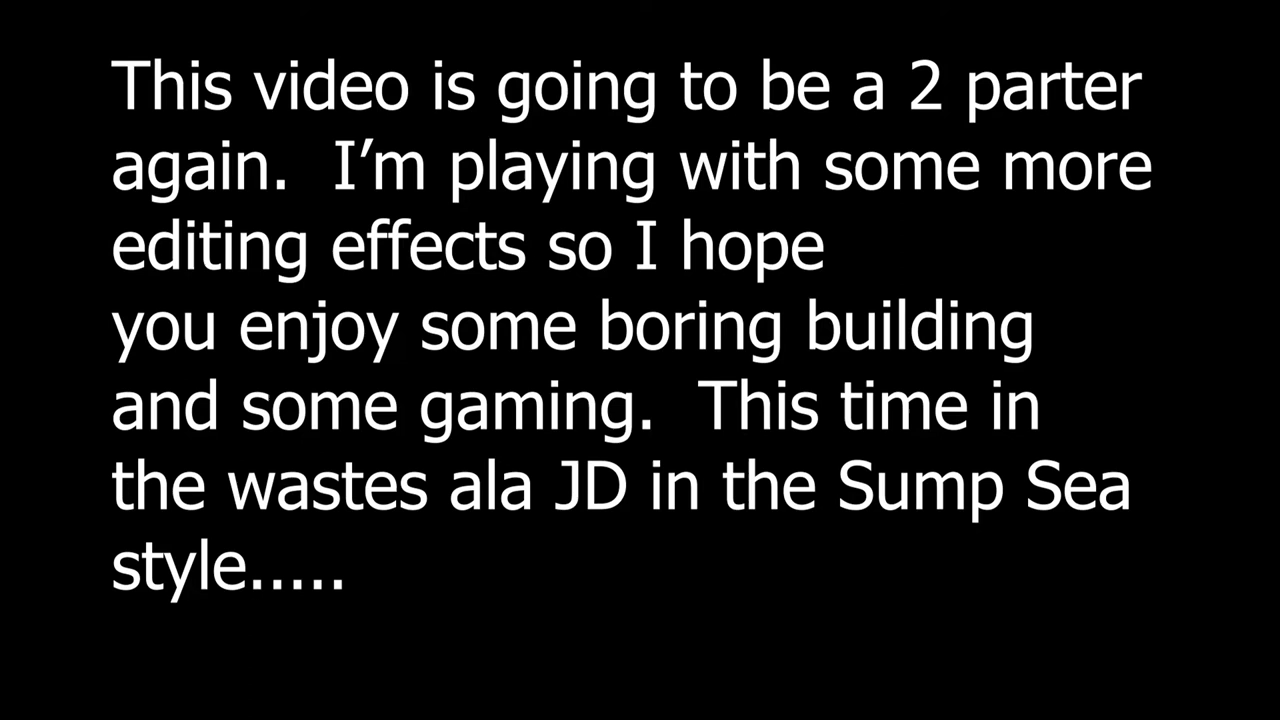 This video is going to be a 2 parter
again.  I’m playing with some more
editing effects so I hope
you enjoy some boring building
and some gaming.  This time in
the wastes ala JD in the Sump Sea
style.....